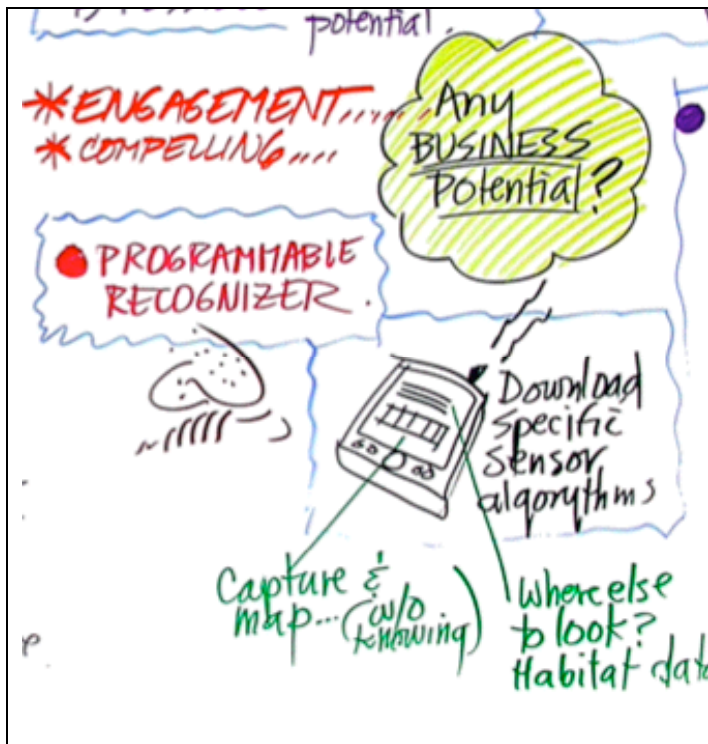 potential.
* ENGAGEMENT......
* COMPELLING....
Any
BUSINESS
Potential?
PROGRAMMABLE
RECOGNIZER.
Download
specific
sensor
algorythms
Capture &
map... (w/o
knowing)
Where else
to look?
Habitat data